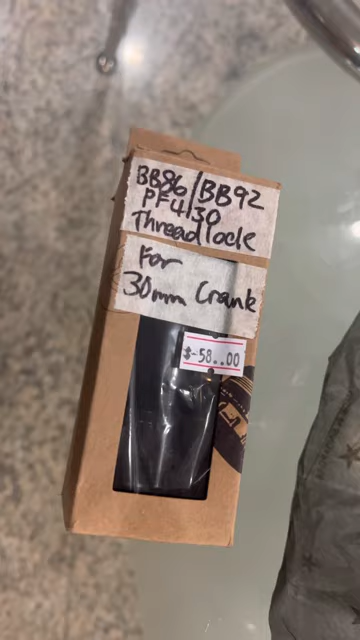 BB86/BB92
PF4130
Threadlock
For
30mm Crank
$-58..00